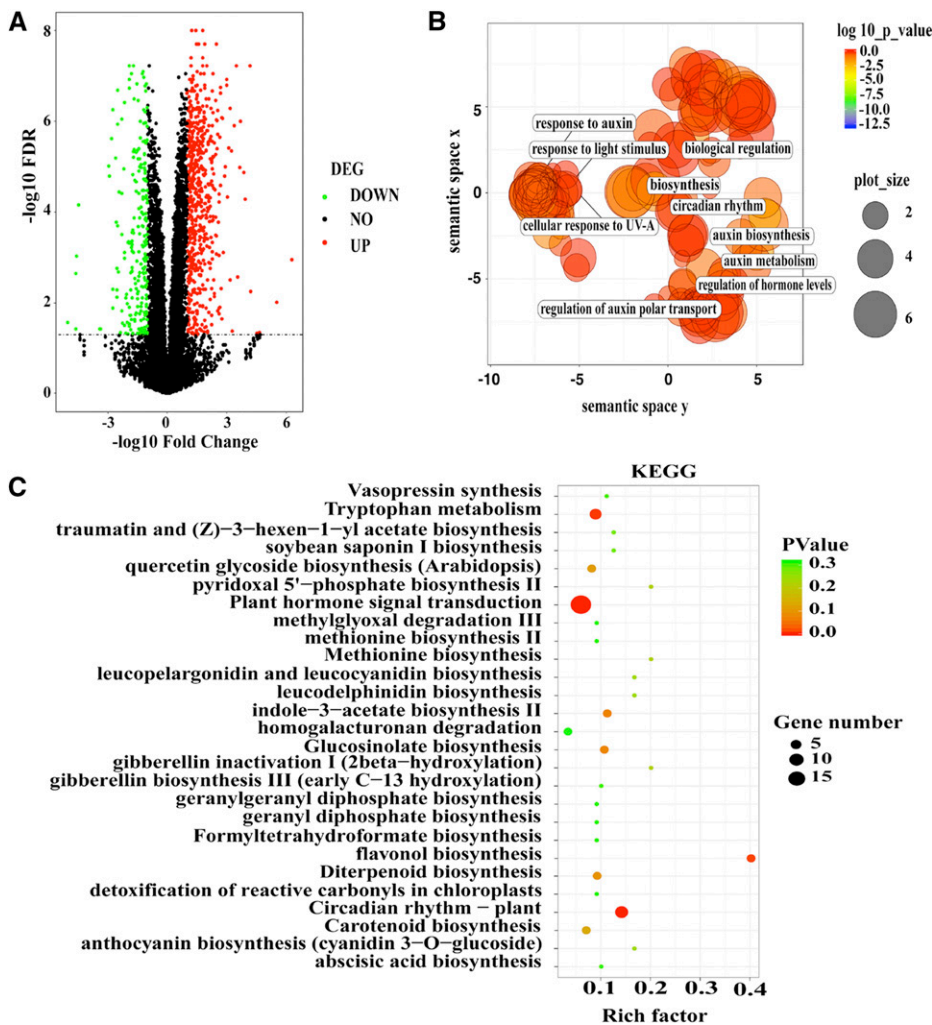 A
8
6
4
2
0
-log10 FDR
-3
0
3
6
-log10 Fold Change
DEG
DOWN
NO
UP
B
5
0
-5
semantic space x
-10
-5
0
5
semantic space y
response to auxin
response to light stimulus
biological regulation
biosynthesis
circadian rhythm
cellular response to UV-A
auxin biosynthesis
auxin metabolism
regulation of hormone levels
regulation of auxin polar transport
log 10_p_value
0.0
-2.5
-5.0
-7.5
-10.0
-12.5
plot_size
2
4
6
C
KEGG
Vasopressin synthesis
Tryptophan metabolism
traumatin and (Z)−3−hexen−1−yl acetate biosynthesis
soybean saponin I biosynthesis
quercetin glycoside biosynthesis (Arabidopsis)
pyridoxal 5'−phosphate biosynthesis II
Plant hormone signal transduction
methylglyoxal degradation III
methionine biosynthesis II
Methionine biosynthesis
leucopelargonidin and leucocyanidin biosynthesis
leucodelphinidin biosynthesis
indole−3−acetate biosynthesis II
homogalacturonan degradation
Glucosinolate biosynthesis
gibberellin inactivation I (2beta−hydroxylation)
gibberellin biosynthesis III (early C−13 hydroxylation)
geranylgeranyl diphosphate biosynthesis
geranyl diphosphate biosynthesis
Formyltetrahydroformate biosynthesis
flavonol biosynthesis
Diterpenoid biosynthesis
detoxification of reactive carbonyls in chloroplasts
Circadian rhythm − plant
Carotenoid biosynthesis
anthocyanin biosynthesis (cyanidin 3−O−glucoside)
abscisic acid biosynthesis
0.1
0.2
0.3
0.4
Rich factor
PValue
0.3
0.2
0.1
0.0
Gene number
5
10
15